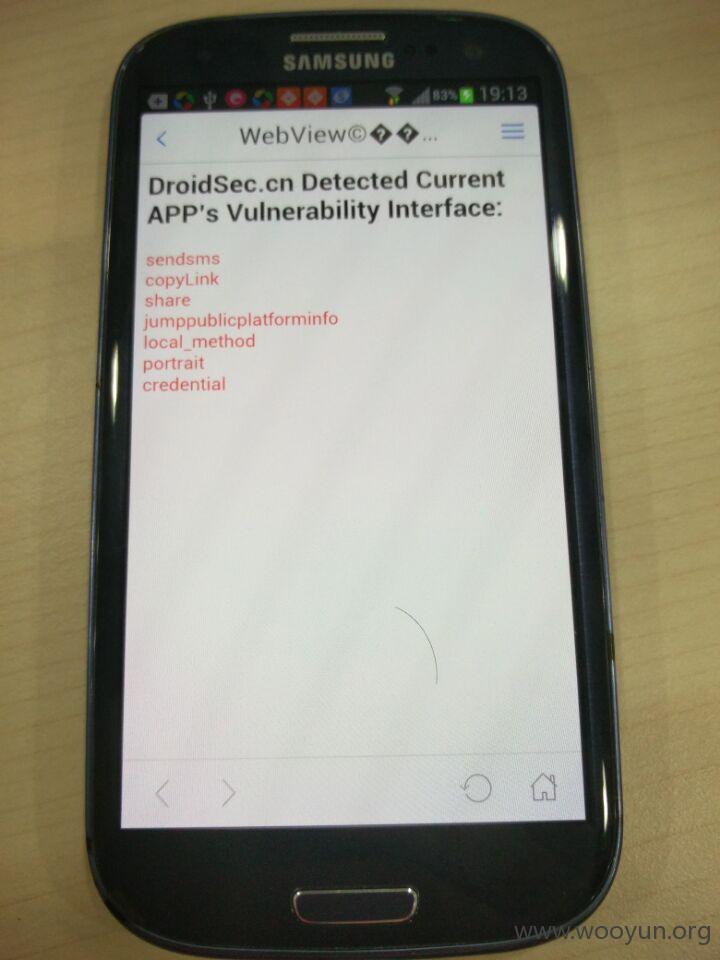 SAMSUNG
83% 19:13
WebView©��...
DroidSec.cn Detected Current
APP's Vulnerability Interface:
sendsms
copyLink
share
jumppublicplatforminfo
local_method
portrait
credential
www.wooyun.org